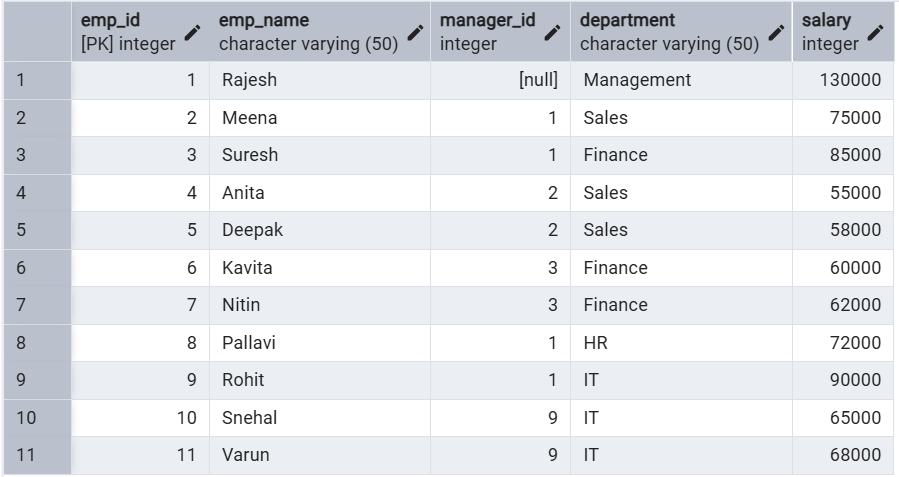 emp_id emp_name manager_id department salary
[PK] integer character varying (50) integer character varying (50) integer
1 1 Rajesh [null] Management 130000
2 2 Meena 1 Sales 75000
3 3 Suresh 1 Finance 85000
4 4 Anita 2 Sales 55000
5 5 Deepak 2 Sales 58000
6 6 Kavita 3 Finance 60000
7 7 Nitin 3 Finance 62000
8 8 Pallavi 1 HR 72000
9 9 Rohit 1 IT 90000
10 10 Snehal 9 IT 65000
11 11 Varun 9 IT 68000